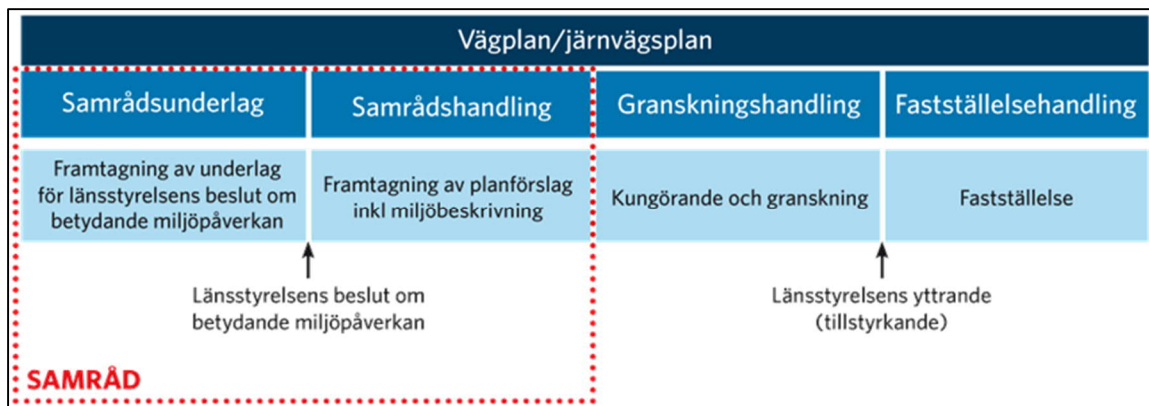 Vägplan/järnvägsplan
Samrådsunderlag
Samrådshandling
Granskningshandling
Fastställelsehandling
Framtagning av underlag
för länsstyrelsens beslut om
betydande miljöpåverkan
Framtagning av planförslag
inkl miljöbeskrivning
Kungörande och granskning
Fastställelse
Länsstyrelsens beslut om
betydande miljöpåverkan
Länsstyrelsens yttrande
(tillstyrkande)
SAMRÅD